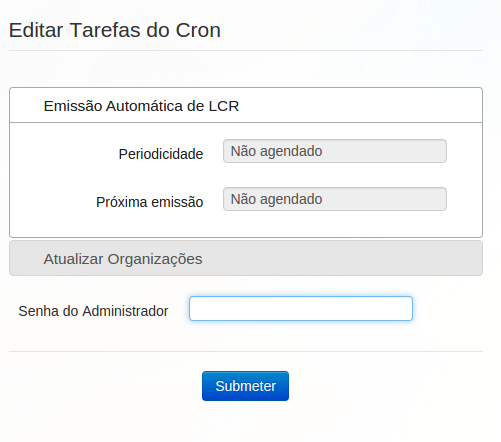 Editar Tarefas do Cron
Emissão Automática de LCR
Periodicidade Não agendado
Próxima emissão Não agendado
Atualizar Organizações
Senha do Administrador
Submeter